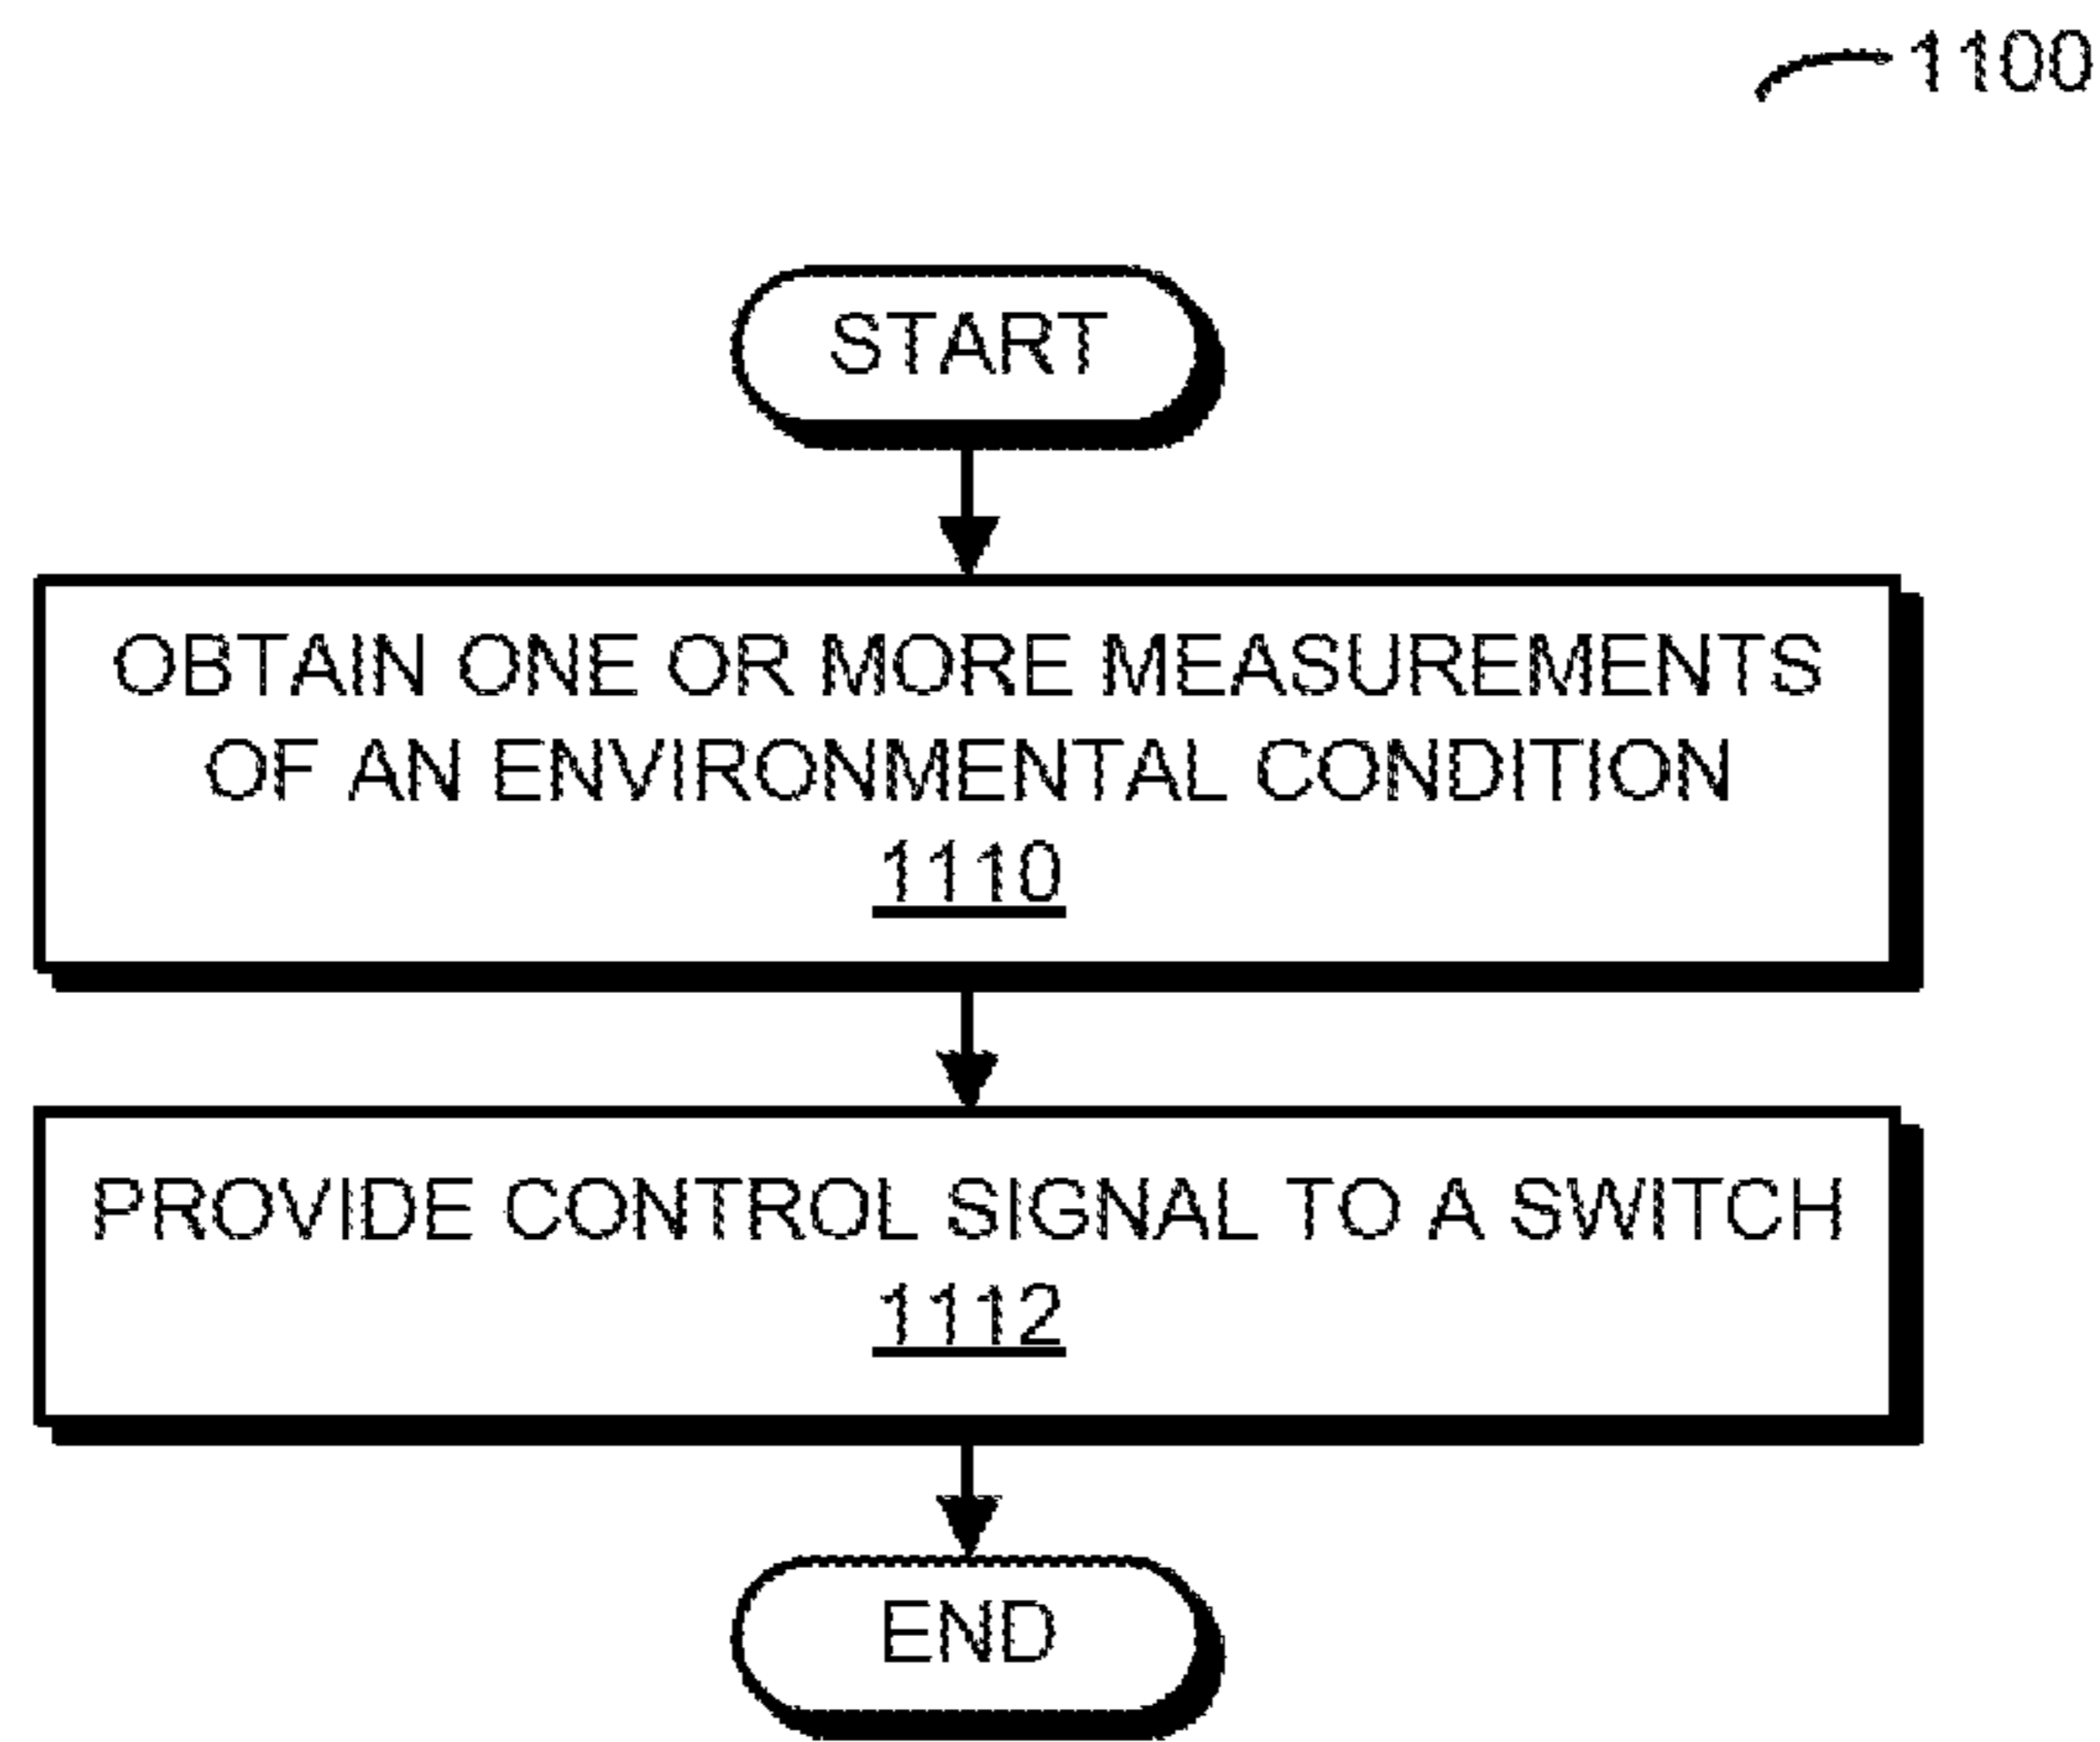 1100
START
OBTAIN ONE OR MORE MEASUREMENTS
OF AN ENVIRONMENTAL CONDITION
1110
PROVIDE CONTROL SIGNAL TO A SWITCH
1112
END